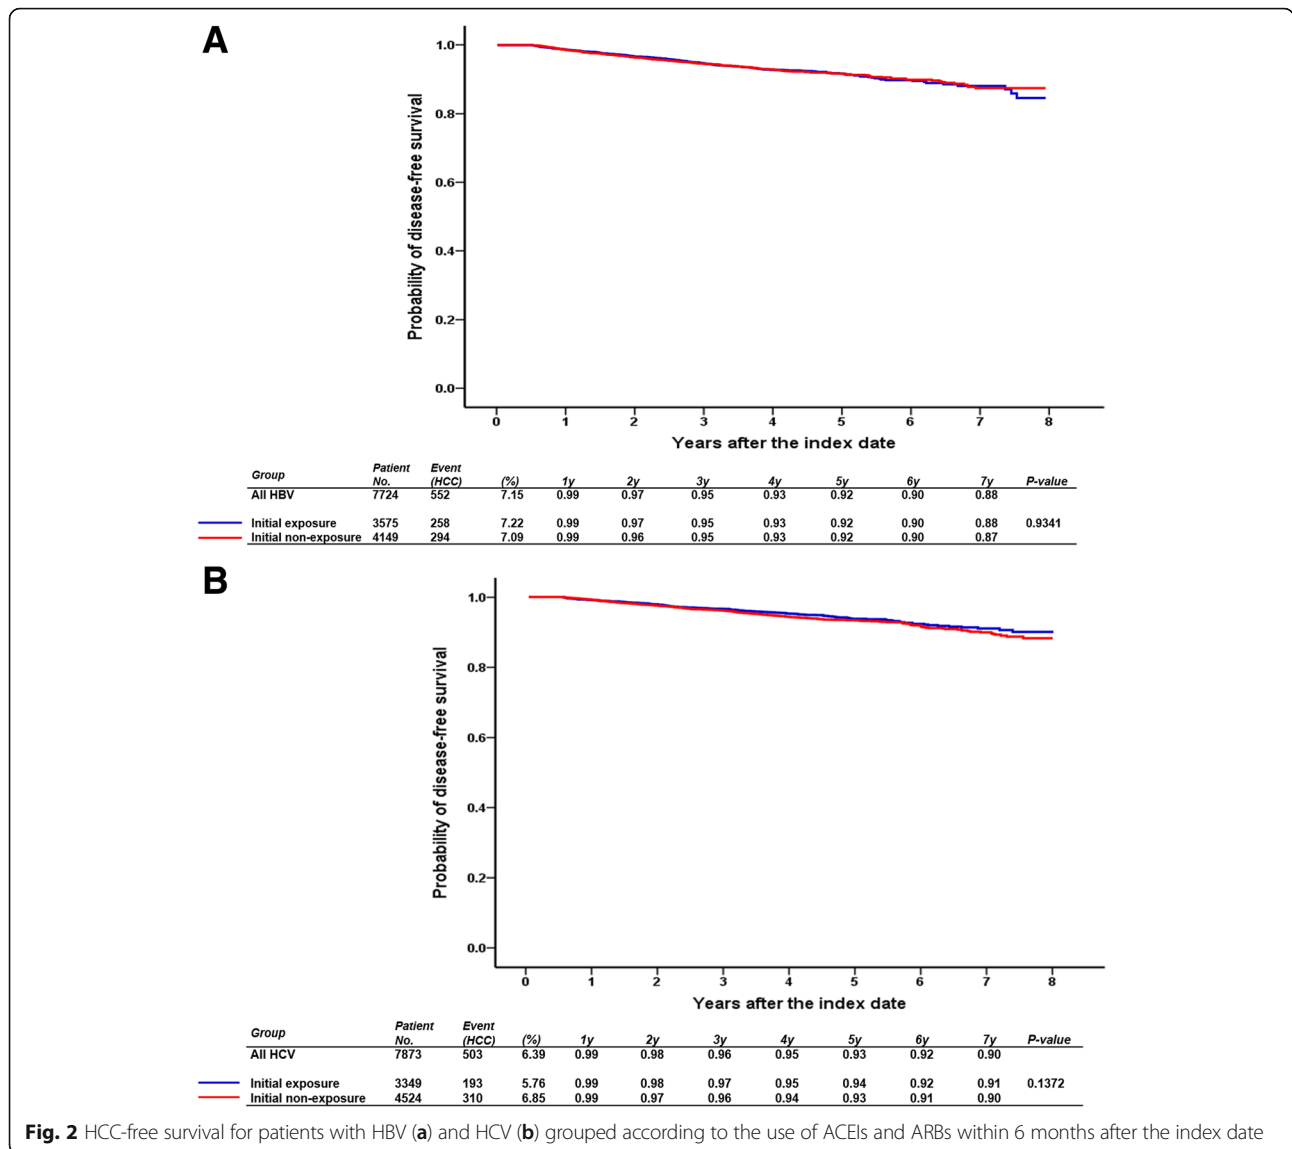 A
1.0
0.8
0.6
0.4
0.2
0.0
Probability of disease-free survival
0 1 2 3 4 5 6 7 8
Years after the index date
Group Patient No. Event (HCC) (%) 1y 2y 3y 4y 5y 6y 7y P-value
All HBV 7724 552 7.15 0.99 0.97 0.95 0.93 0.92 0.90 0.88
Initial exposure 3575 258 7.22 0.99 0.97 0.95 0.93 0.92 0.90 0.88 0.9341
Initial non-exposure 4149 294 7.09 0.99 0.96 0.95 0.93 0.92 0.90 0.87
B
1.0
0.8
0.6
0.4
0.2
0.0
Probability of disease-free survival
0 1 2 3 4 5 6 7 8
Years after the index date
Group Patient No. Event (HCC) (%) 1y 2y 3y 4y 5y 6y 7y P-value
All HCV 7873 503 6.39 0.99 0.98 0.96 0.95 0.93 0.92 0.90
Initial exposure 3349 193 5.76 0.99 0.98 0.97 0.95 0.94 0.92 0.91 0.1372
Initial non-exposure 4524 310 6.85 0.99 0.97 0.96 0.94 0.93 0.91 0.90
Fig. 2 HCC-free survival for patients with HBV (a) and HCV (b) grouped according to the use of ACEIs and ARBs within 6 months after the index date